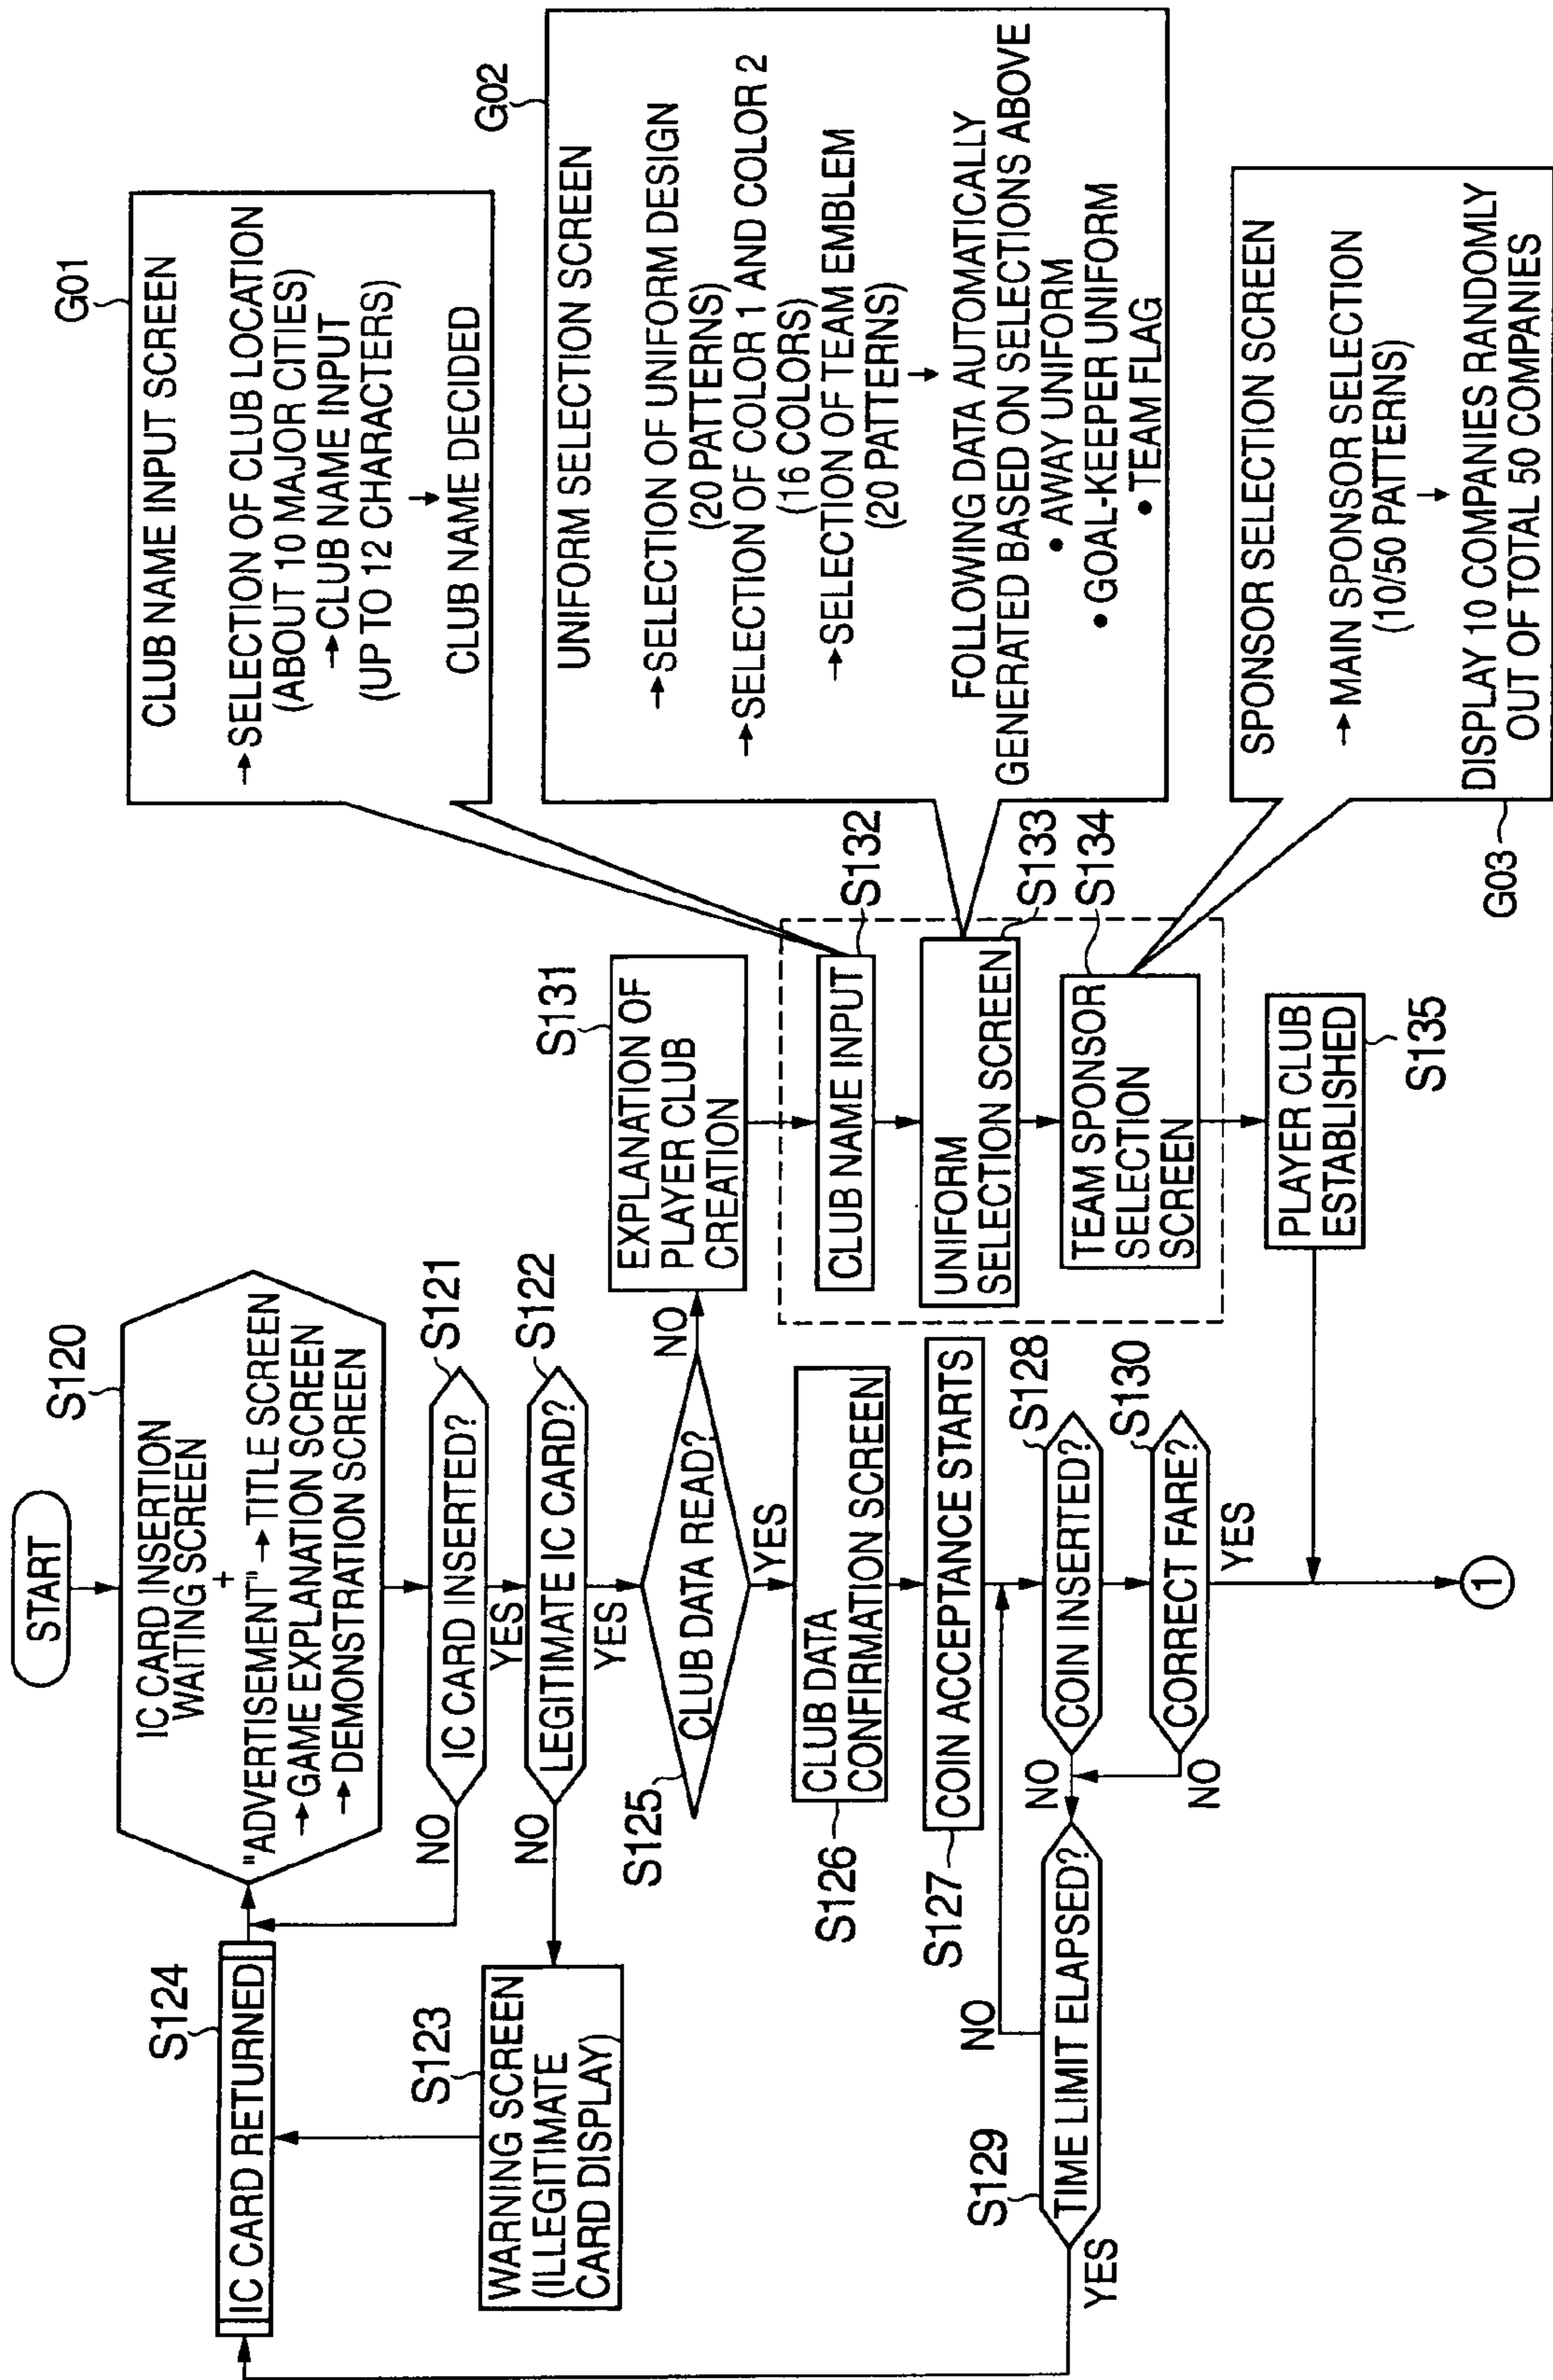 START
S120
IC CARD INSERTION
WAITING SCREEN
+
"ADVERTISEMENT"→TITLE SCREEN
→GAME EXPLANATION SCREEN
→DEMONSTRATION SCREEN
S124
IC CARD RETURNED
S121
IC CARD INSERTED?
NO
YES
S122
LEGITIMATE IC CARD?
NO
YES
S123
WARNING SCREEN
(ILLEGITIMATE
CARD DISPLAY)
S125
CLUB DATA READ?
NO
YES
S126
CLUB DATA
CONFIRMATION SCREEN
S127
COIN ACCEPTANCE STARTS
S128
COIN INSERTED?
NO
S129
TIME LIMIT ELAPSED?
NO
YES
S130
CORRECT FARE?
NO
YES
1
S131
EXPLANATION OF
PLAYER CLUB
CREATION
S132
CLUB NAME INPUT
S133
UNIFORM
SELECTION SCREEN
S134
TEAM SPONSOR
SELECTION
SCREEN
S135
PLAYER CLUB
ESTABLISHED
G01
CLUB NAME INPUT SCREEN
→SELECTION OF CLUB LOCATION
(ABOUT 10 MAJOR CITIES)
→CLUB NAME INPUT
(UP TO 12 CHARACTERS)
→
CLUB NAME DECIDED
G02
UNIFORM SELECTION SCREEN
→SELECTION OF UNIFORM DESIGN
(20 PATTERNS)
→SELECTION OF COLOR 1 AND COLOR 2
(16 COLORS)
→SELECTION OF TEAM EMBLEM
(20 PATTERNS)
→
FOLLOWING DATA AUTOMATICALLY
GENERATED BASED ON SELECTIONS ABOVE
• AWAY UNIFORM
• GOAL-KEEPER UNIFORM
• TEAM FLAG
G03
SPONSOR SELECTION SCREEN
→MAIN SPONSOR SELECTION
(10/50 PATTERNS)
→
DISPLAY 10 COMPANIES RANDOMLY
OUT OF TOTAL 50 COMPANIES